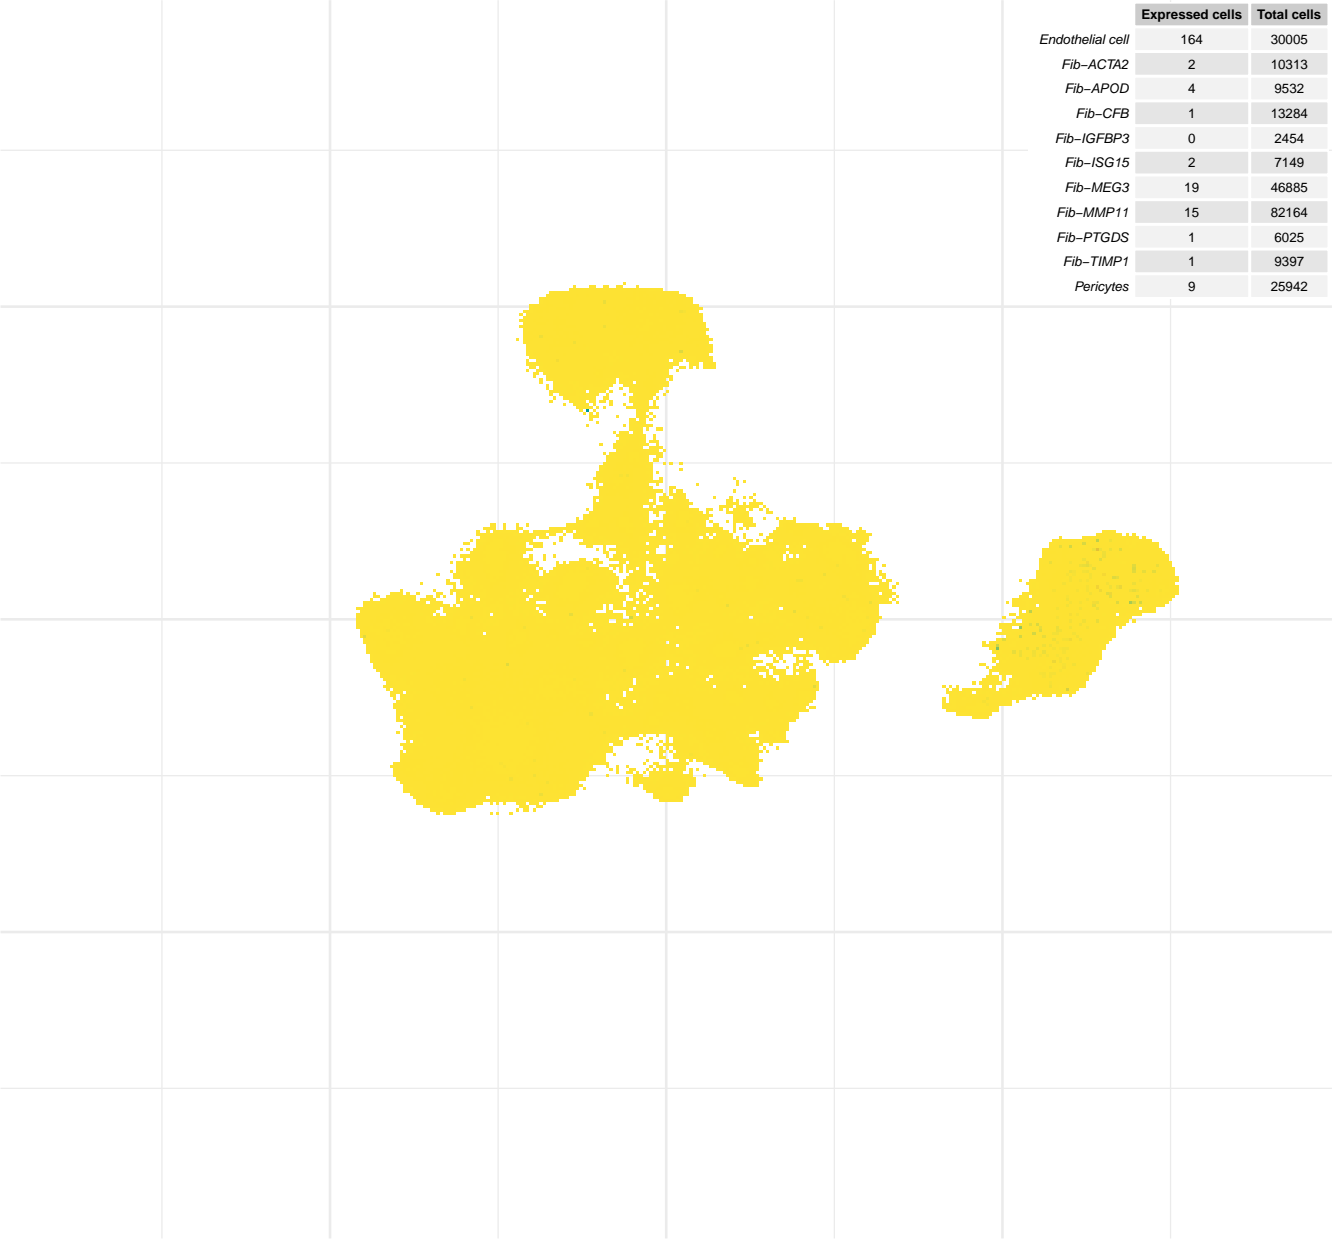 Expressed cells Total cells
Endothelial cell 164 30005
Fib−ACTA2 2 10313
Fib−APOD 4 9532
Fib−CFB 1 13284
Fib−IGFBP3 0 2454
Fib−ISG15 2 7149
Fib−MEG3 19 46885
Fib−MMP11 15 82164
Fib−PTGDS 1 6025
Fib−TIMP1 1 9397
Pericytes 9 25942